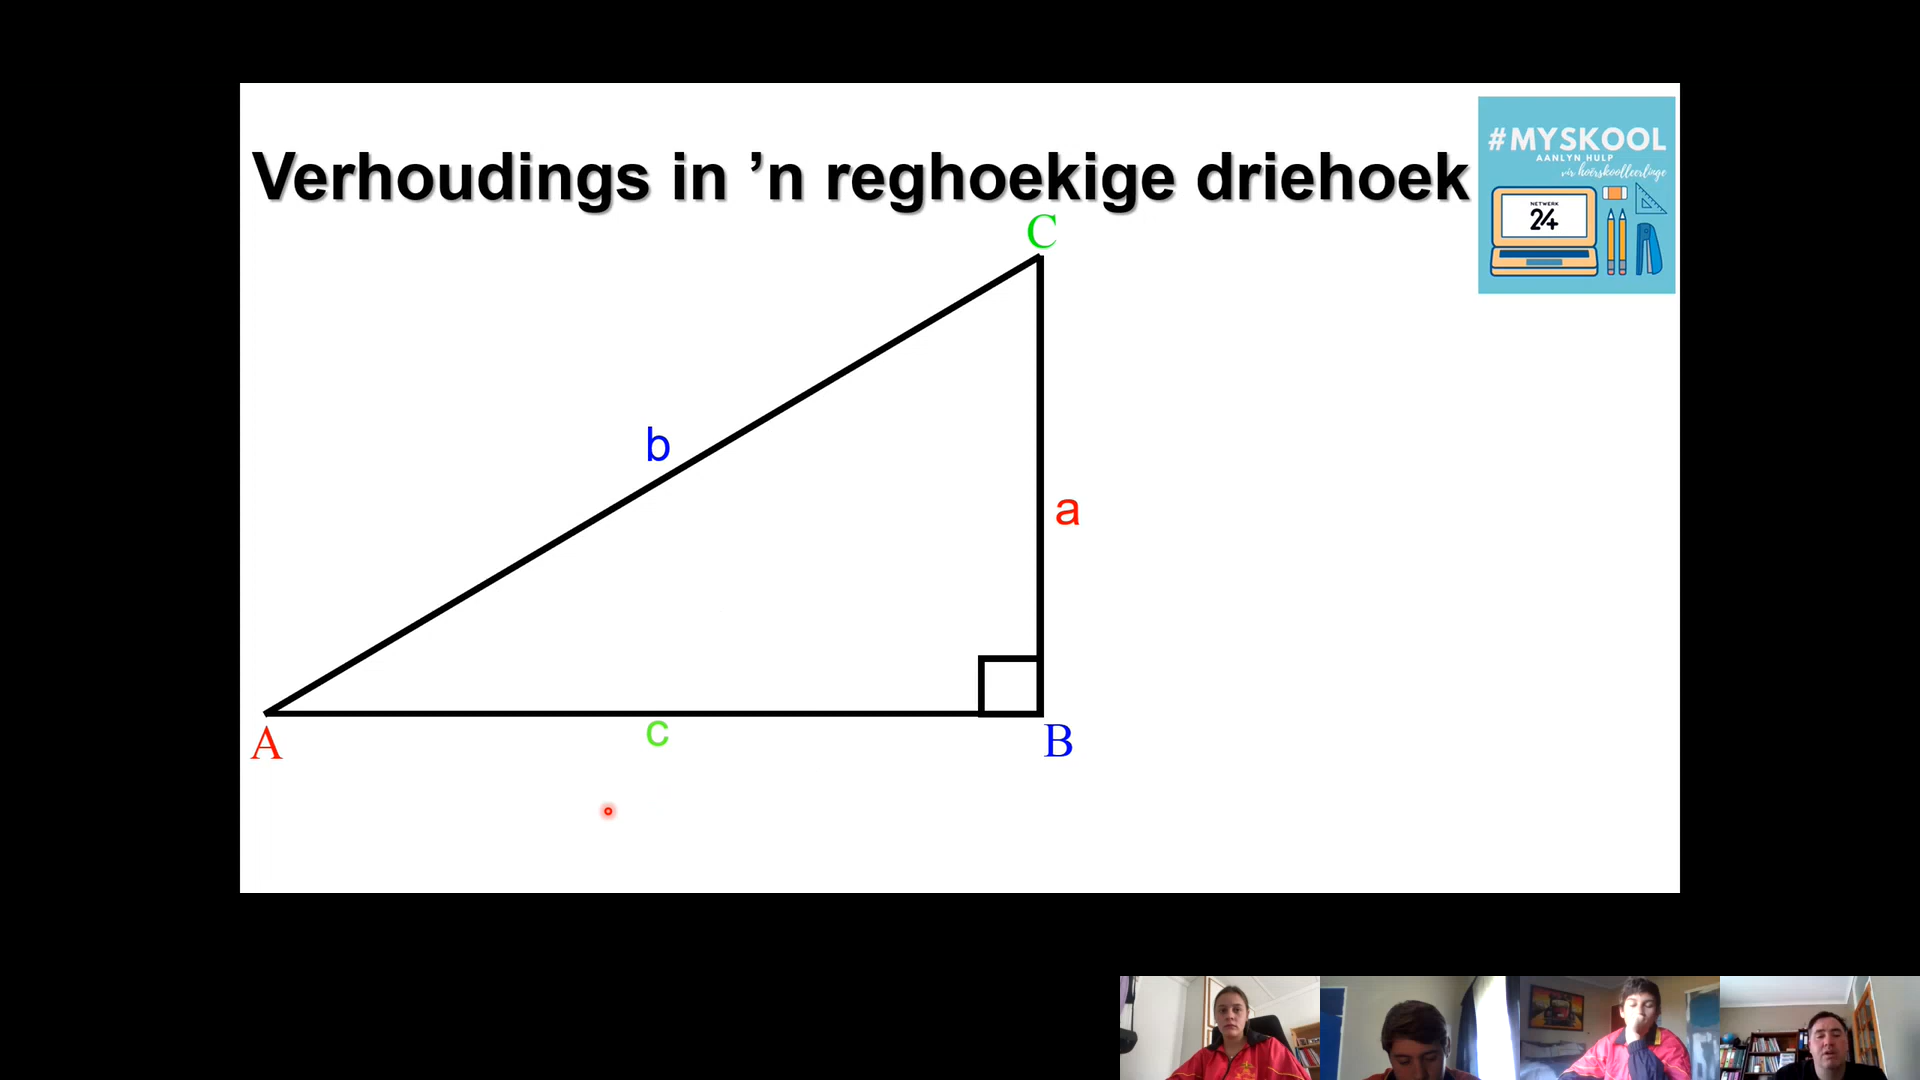 Verhoudings in ’n reghoekige driehoek
#MYSKOOL
AANLYN HULP
vir hoërskoolleerlinge
NETWERK
24
C
b
a
A
c
B